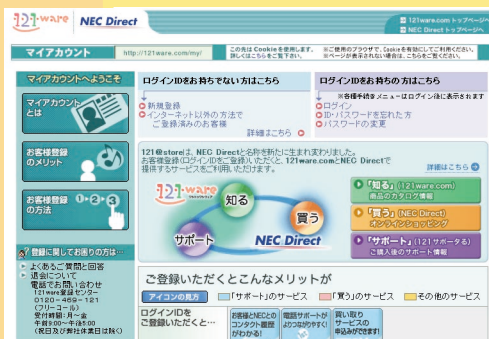 121ware NEC Direct
121ware.com トップページへ
NEC Direct トップページへ
マイアカウント
http://121ware.com/my/
この先は Cookie を使用します。
詳しくはこちらをご覧下さい。
※ご使用のブラウザで、Cookieを有効にしてご利用ください。
※ページが表示されない場合は、こちらをご覧ください。
マイアカウントへようこそ
マイアカウント
とは
お客様登録
のメリット
お客様登録
の方法
1・2・3
登録に関してお困りの方は…
よくあるご質問と回答
退会について
電話でお問い合わせ
121ware登録センター
0120-469-121
(フリーコール)
受付時間：月～金
午前9:00～午後5:00
(祝日及び弊社休業日は除く)
ログインIDをお持ちでない方はこちら
新規登録
インターネット以外の方法で
ご登録済みのお客様
詳細はこちら
ログインIDをお持ちの方はこちら
※各種手続きメニューはログイン後に表示されます
ログイン
ID・パスワードを忘れた方
パスワードの変更
121@storeは、NEC Directと名称を新たに生まれ変わりました。
お客様登録(ログインIDをご登録)いただくと、121ware.comとNEC Directで
提供するサービスをご利用いただけます。
詳細はこちら
121ware
知る
買う
サポート
NEC Direct
「知る」(121ware.com)
商品のカタログ情報
「買う」(NEC Direct)
オンラインショッピング
「サポート」(121サポータる)
ご購入後のサポート情報
ご登録いただくとこんなメリットが
アイコンの見方
「サポート」のサービス
「買う」のサービス
その他のサービス
ログインIDを
ご登録いただくと…
お客様とNECとの
コンタクト履歴
がわかる!
電話サポートが
よりつながりやすく!
買い取り
サービスの
申込みができます!